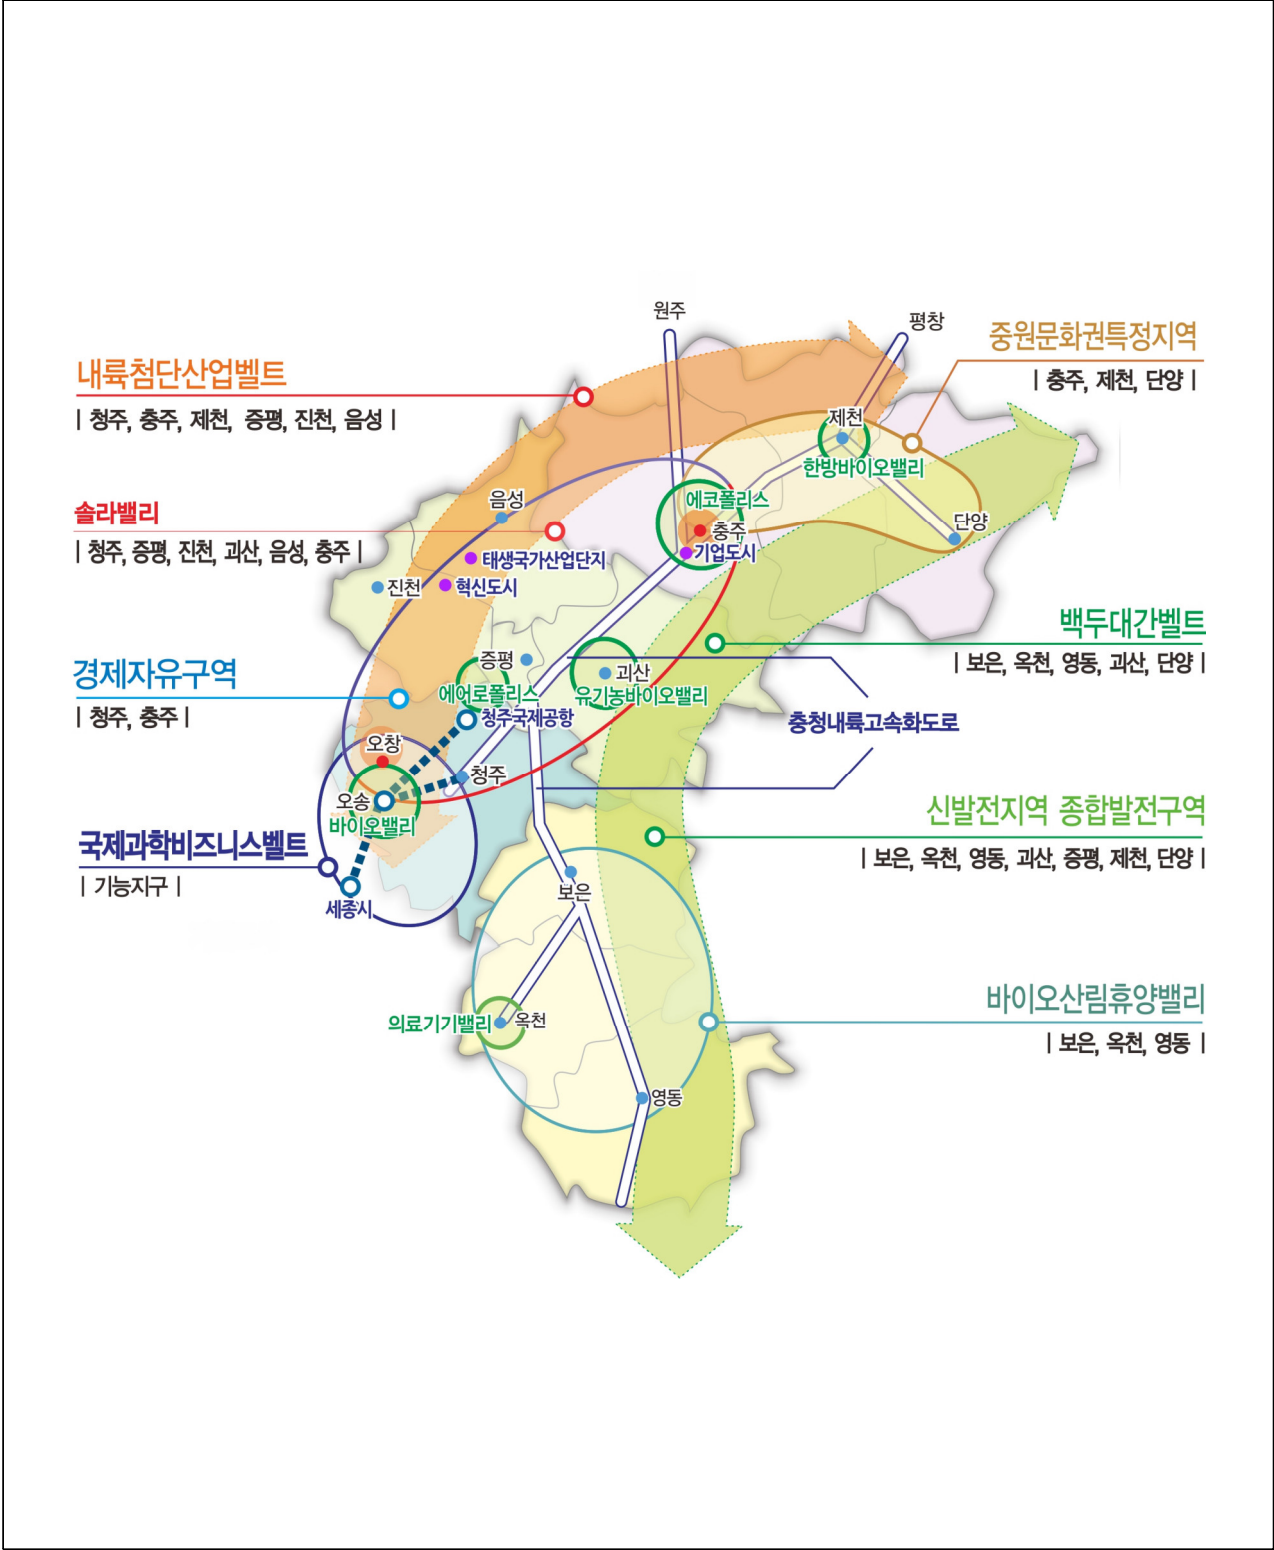 원주
평창
중원문화권특정지역
| 충주, 제천, 단양 |
내륙첨단산업벨트
| 청주, 충주, 제천, 증평, 진천, 음성 |
제천
한방바이오밸리
음성
에코폴리스
솔라밸리
충주
단양
| 청주, 증평, 진천, 괴산, 음성, 충주 |
태생국가산업단지
기업도시
진천
혁신도시
백두대간벨트
| 보은, 옥천, 영동, 괴산, 단양 |
경제자유구역
증평
괴산
에어로폴리스
유기농바이오밸리
| 청주, 충주 |
청주국제공항
충청내륙고속화도로
오창
청주
오송
바이오밸리
신발전지역 종합발전구역
| 보은, 옥천, 영동, 괴산, 증평, 제천, 단양 |
국제과학비즈니스벨트
| 기능지구 |
세종시
보은
바이오산림휴양밸리
| 보은, 옥천, 영동 |
의료기기밸리
옥천
영동